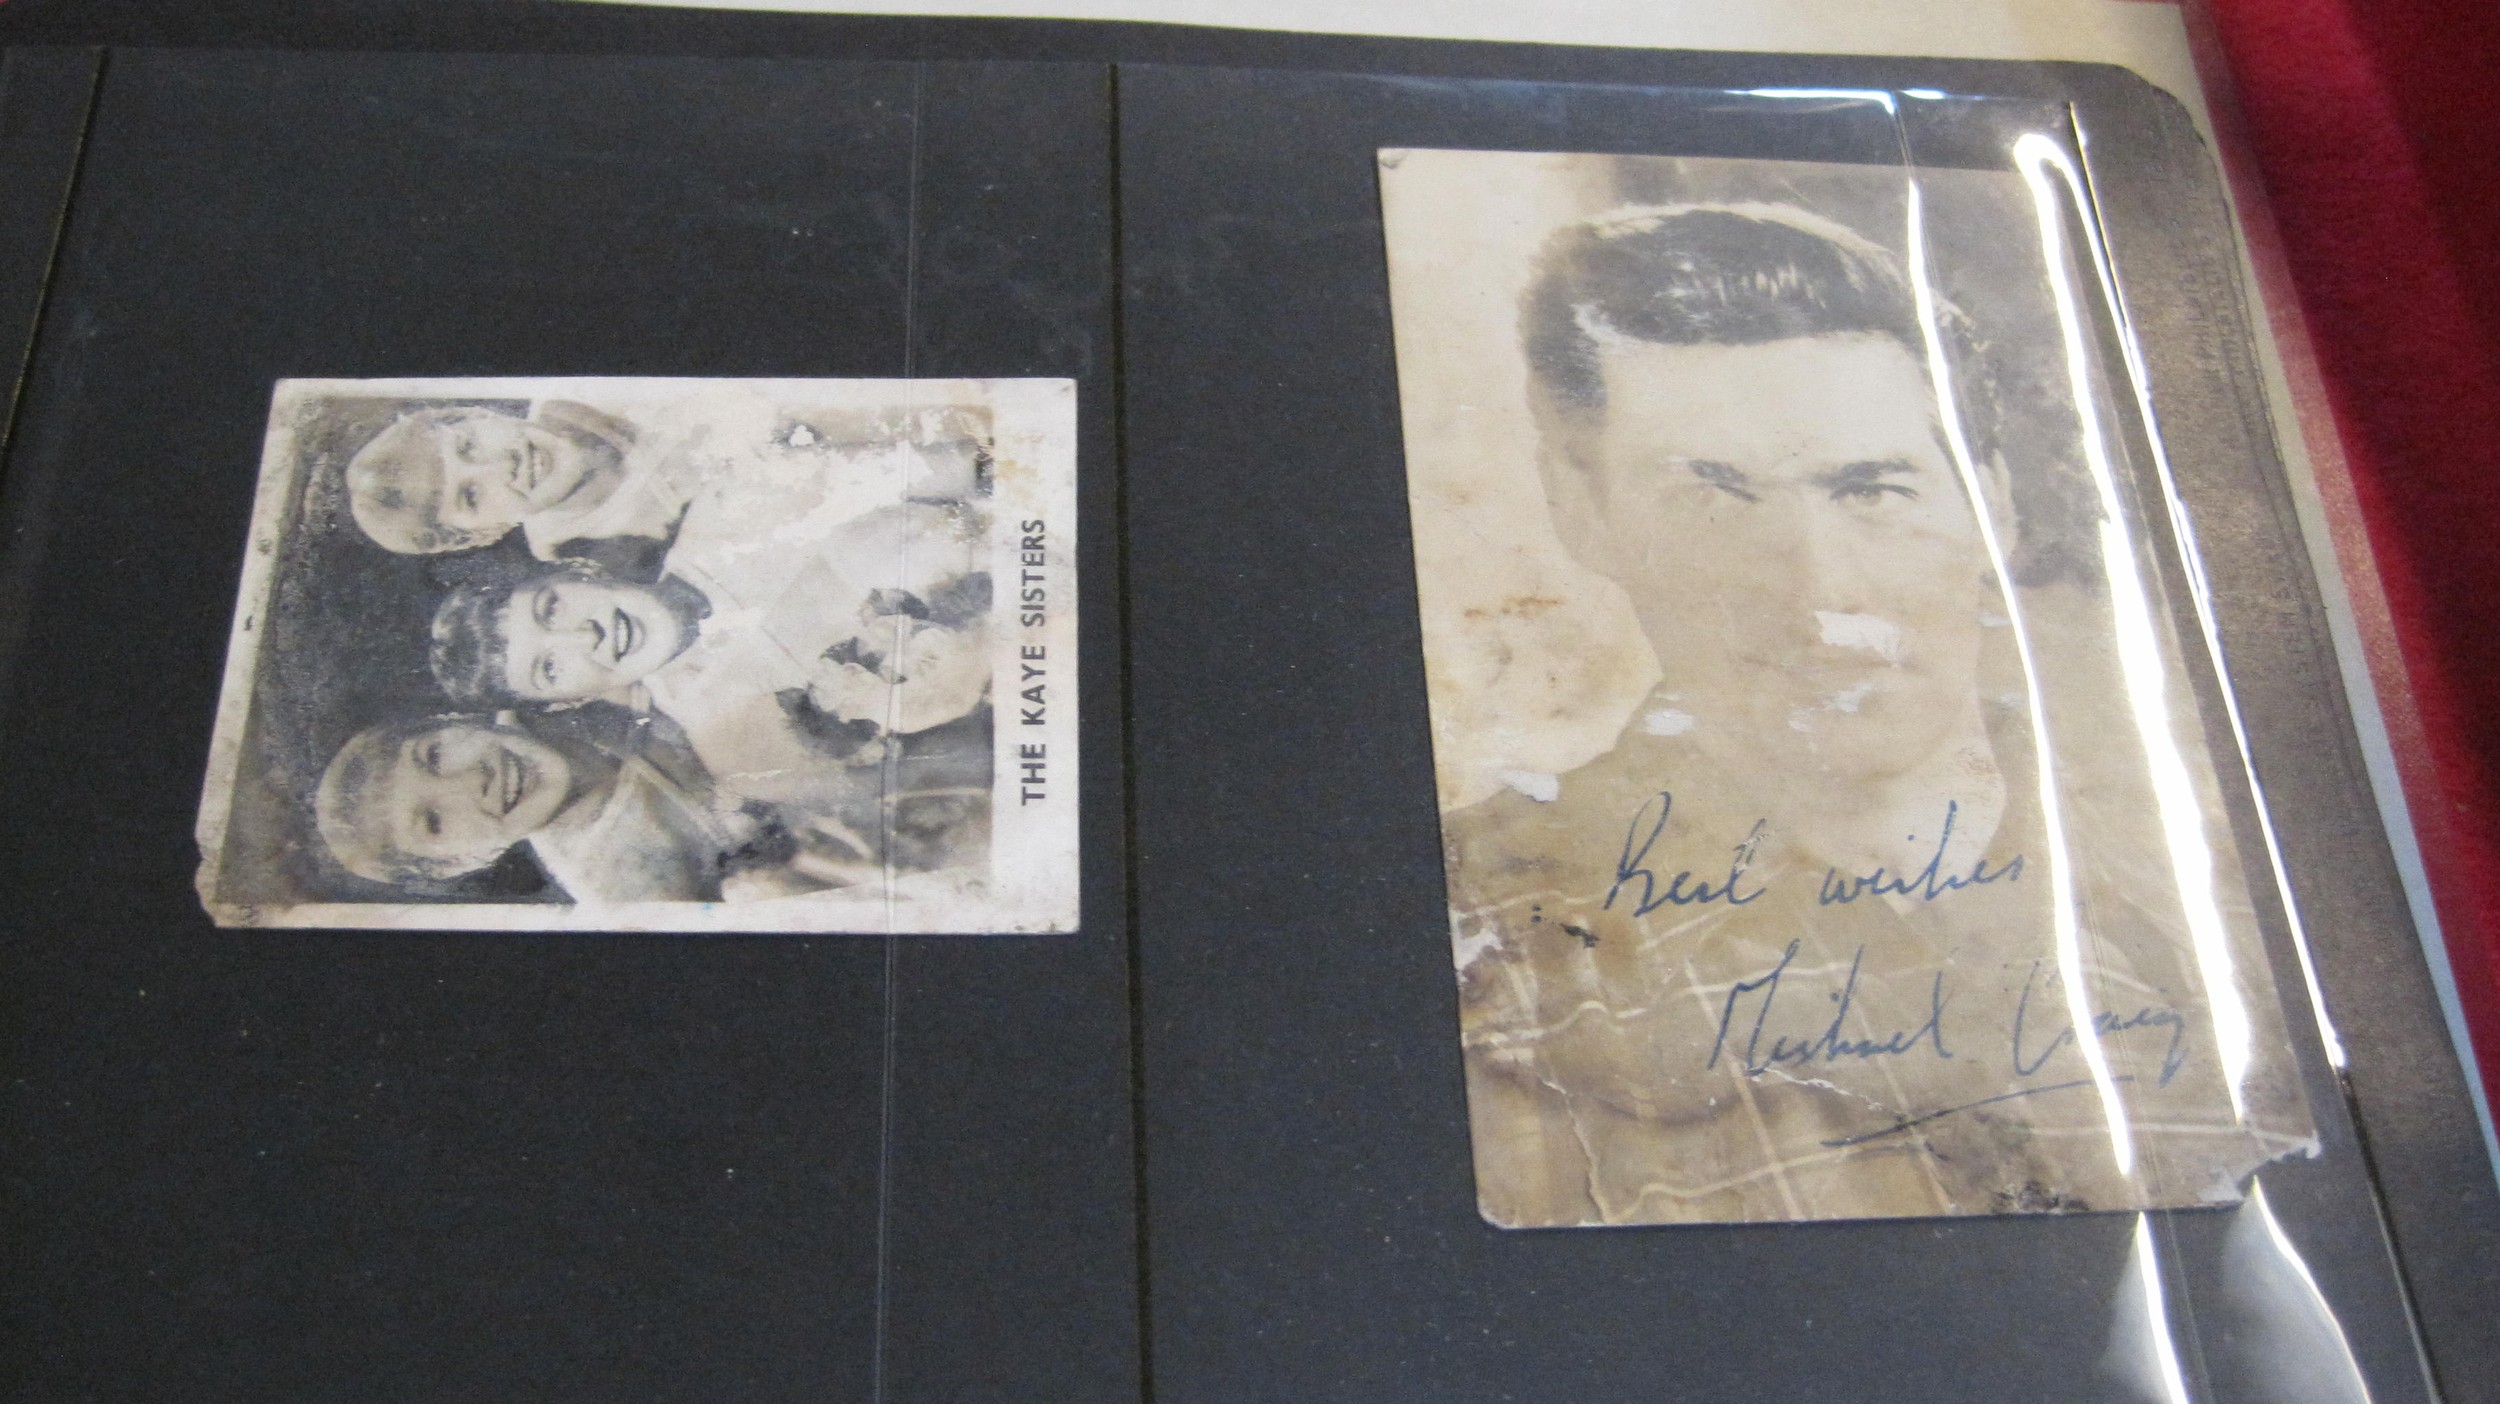 THE KAYE SISTERS
Best wishes
Michael Craig